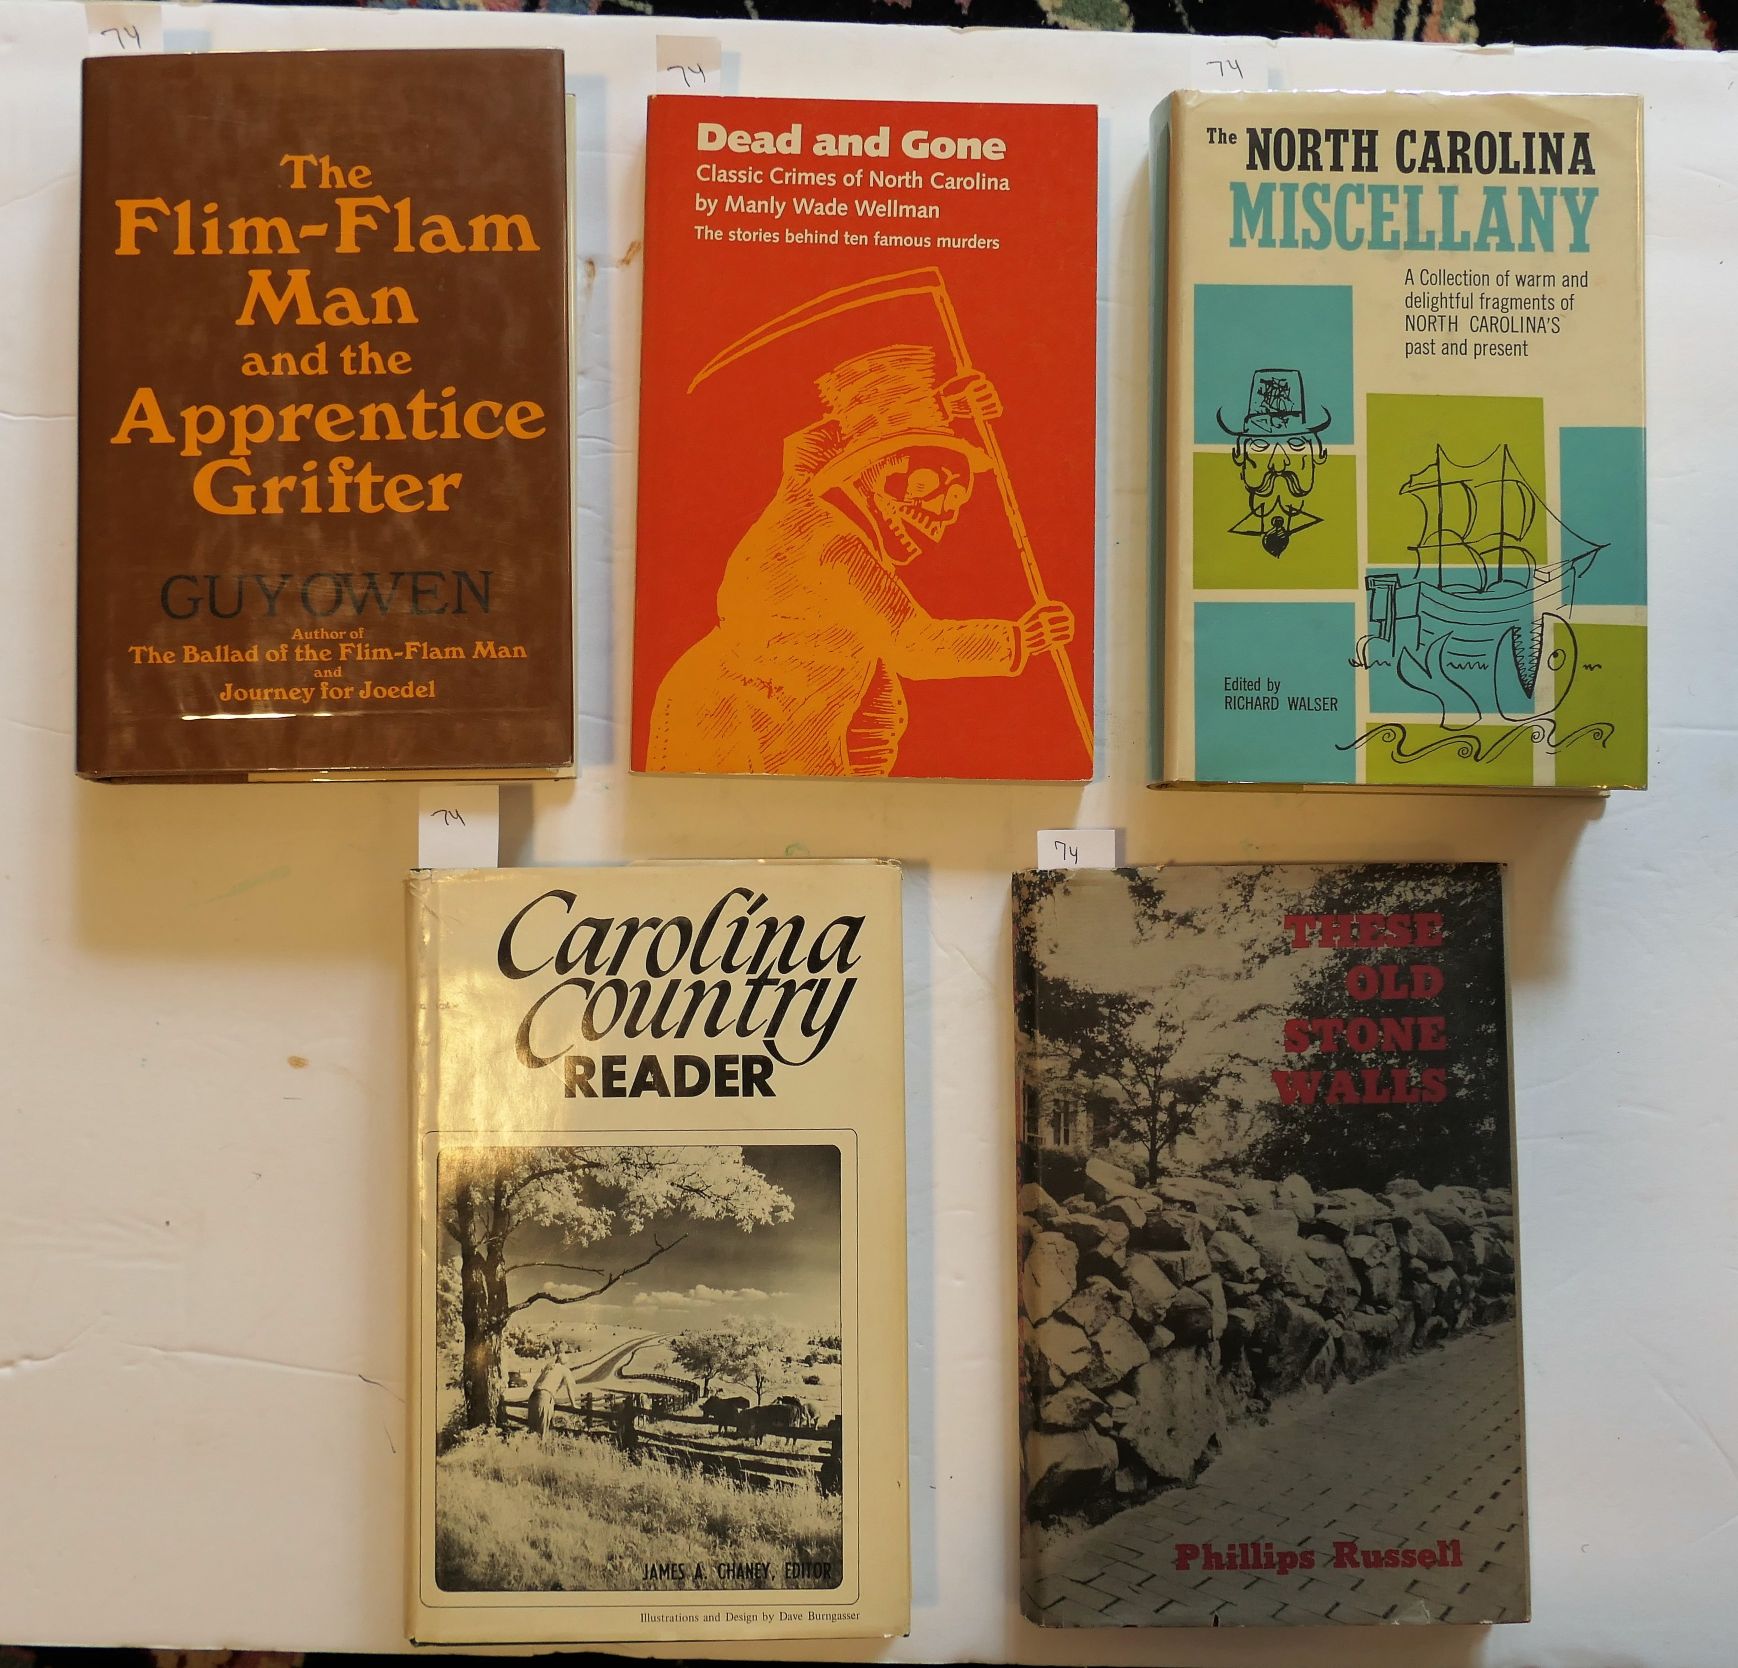 74
The
Flim-Flam
Man
and the
Apprentice
Grifter
GUY OWEN
Author of
The Ballad of the Flim-Flam Man
and
Journey for Joedel
74
Dead and Gone
Classic Crimes of North Carolina
by Manly Wade Wellman
The stories behind ten famous murders
74
The NORTH CAROLINA
MISCELLANY
A Collection of warm and
delightful fragments of
NORTH CAROLINA'S
past and present
Edited by
RICHARD WALSER
74
Carolina
Country
READER
JAMES A. CHANEY, EDITOR
Illustrations and Design by Dave Burngasser
74
THESE
OLD
STONE
WALLS
Phillips Russell